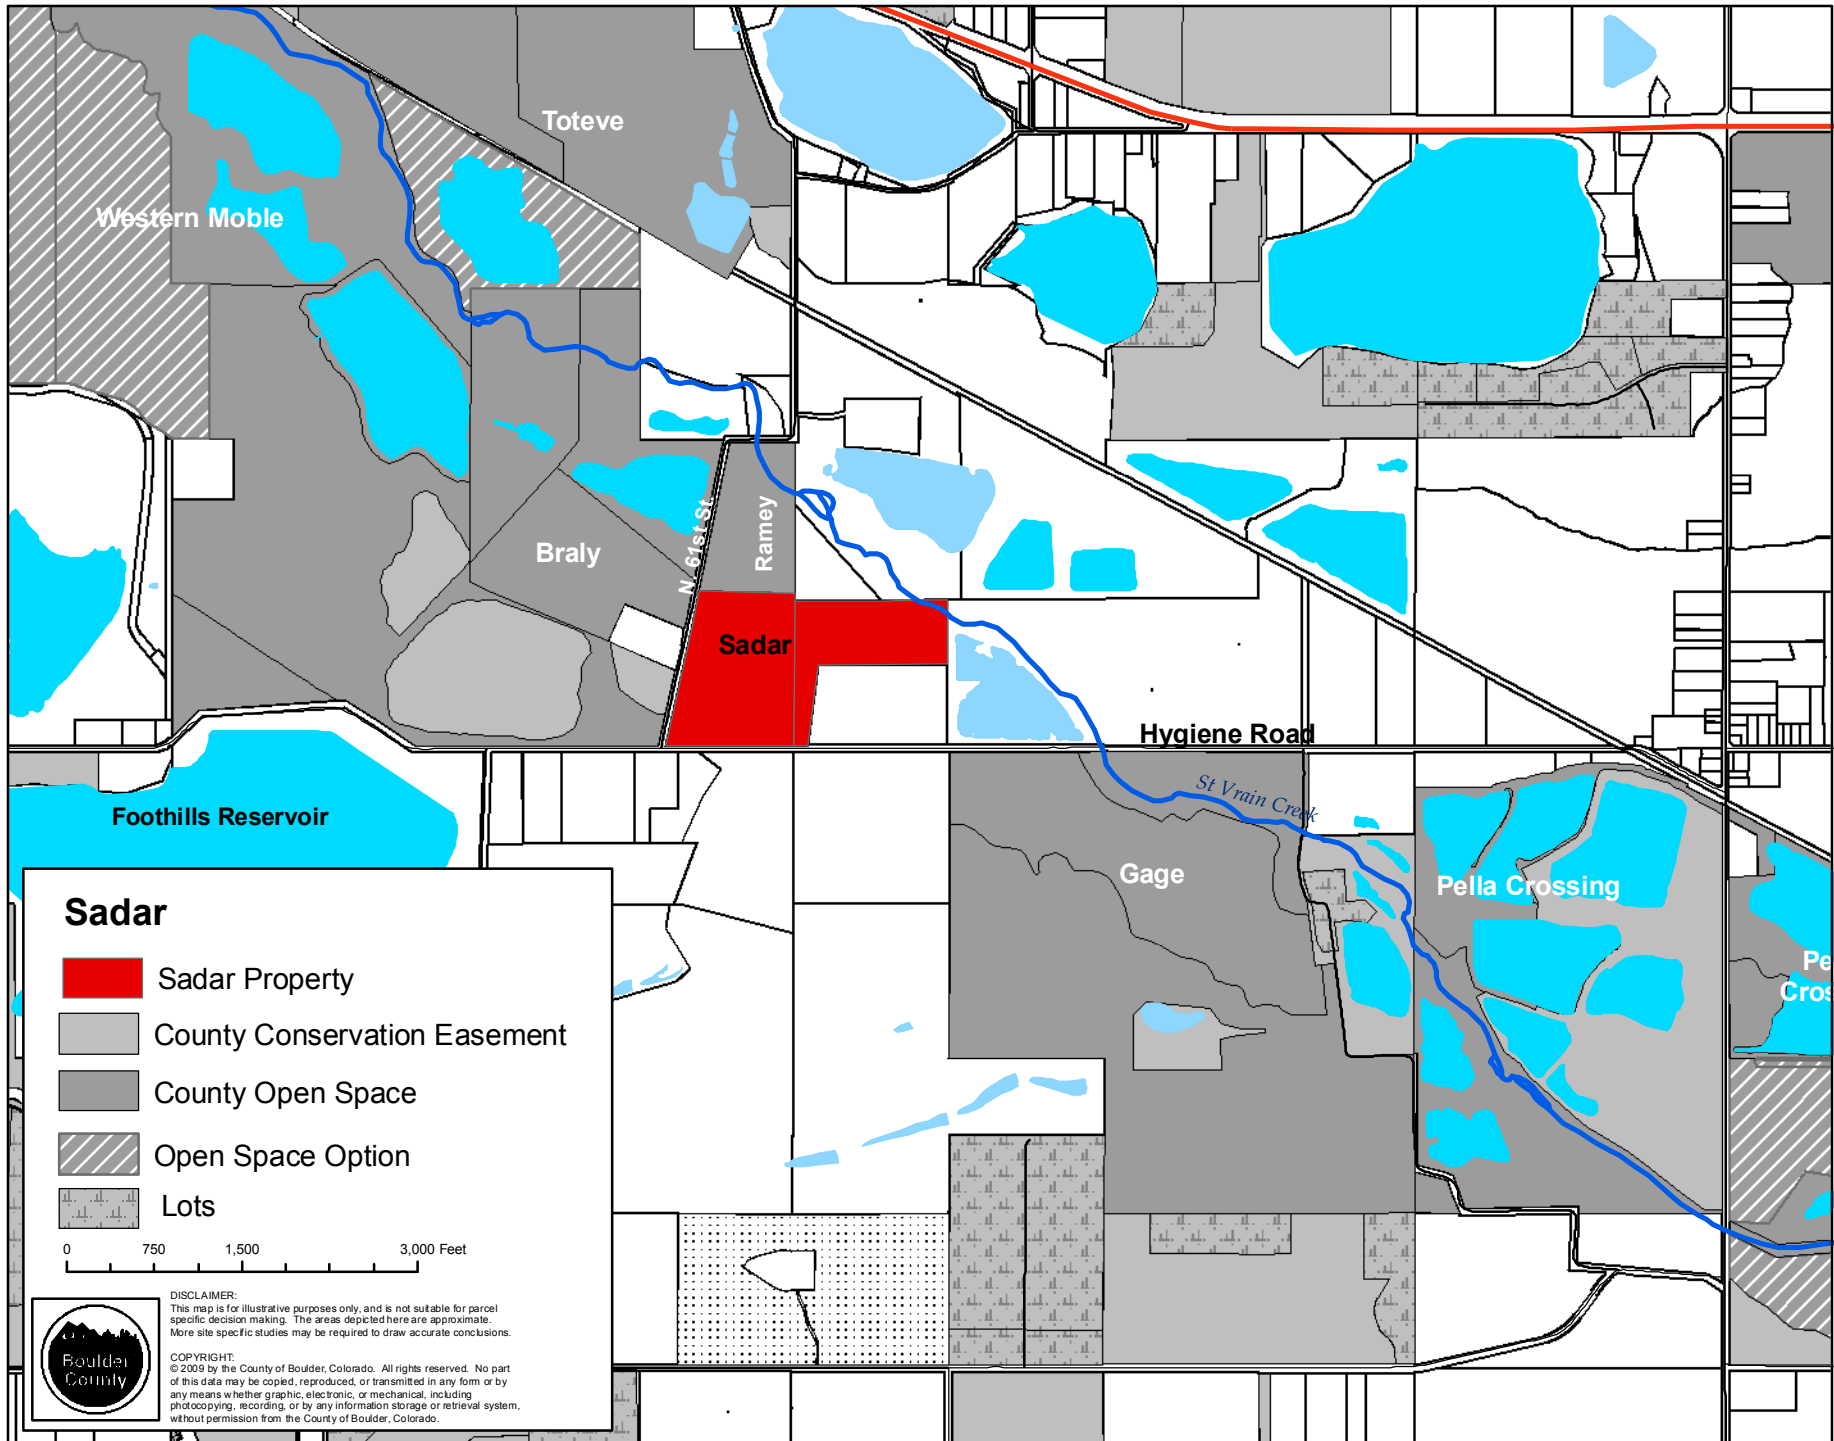 Toteve
Western Moble
Braly
N. 61st St.
Ramey
Sadar
Hygiene Road
St Vrain Creek
Foothills Reservoir
Gage
Pella Crossing
Sadar
Sadar Property
County Conservation Easement
County Open Space
Open Space Option
Lots
0 750 1,500 3,000 Feet
DISCLAIMER:
This map is for illustrative purposes only, and is not suitable for parcel
specific decision making. The areas depicted here are approximate.
More site specific studies may be required to draw accurate conclusions.
COPYRIGHT:
© 2009 by the County of Boulder, Colorado. All rights reserved. No part
of this data may be copied, reproduced, or transmitted in any form or by
any means whether graphic, electronic, or mechanical, including
photocopying, recording, or by any information storage or retrieval system,
without permission from the County of Boulder, Colorado.
Boulder
County
Pe
Cros